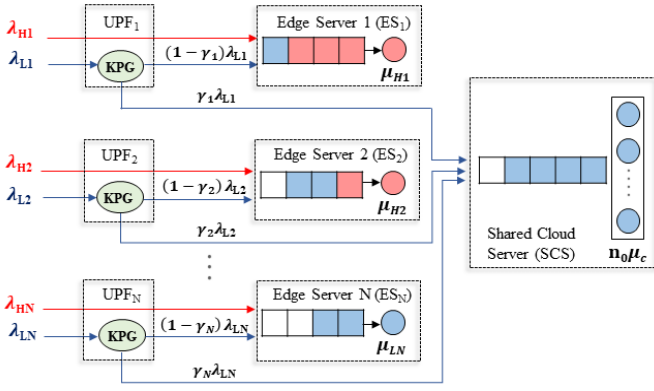 UPF₁
Edge Server 1 (ES₁)
λH1
λL1
KPG
(1 − γ₁)λL1
μH1
γ₁λL1
UPF₂
Edge Server 2 (ES₂)
λH2
λL2
KPG
(1 − γ₂)λL2
μH2
γ₂λL2
Shared Cloud
Server (SCS)
n₀μc
UPFN
Edge Server N (ESN)
λHN
λLN
KPG
(1 − γN)λLN
μLN
γNλLN